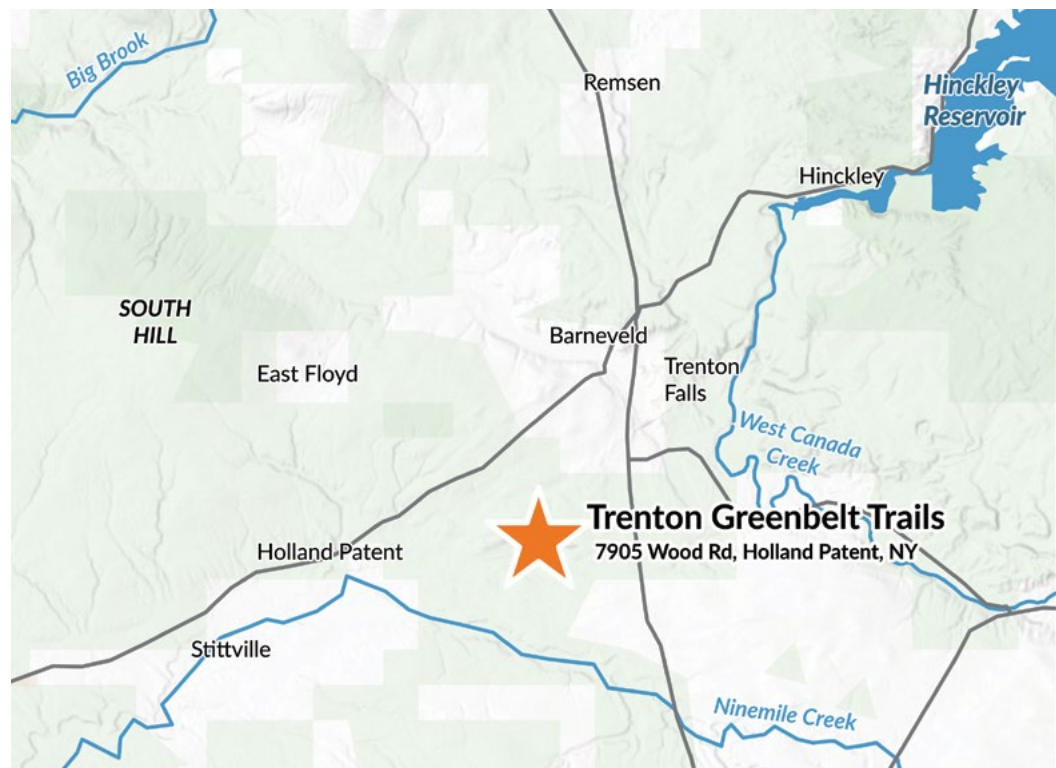 Big Brook
Remsen
Hinckley
Reservoir
Hinckley
SOUTH
HILL
Barneveld
East Floyd
Trenton
Falls
West Canada
Creek
Trenton Greenbelt Trails
7905 Wood Rd, Holland Patent, NY
Holland Patent
Stittville
Ninemile Creek